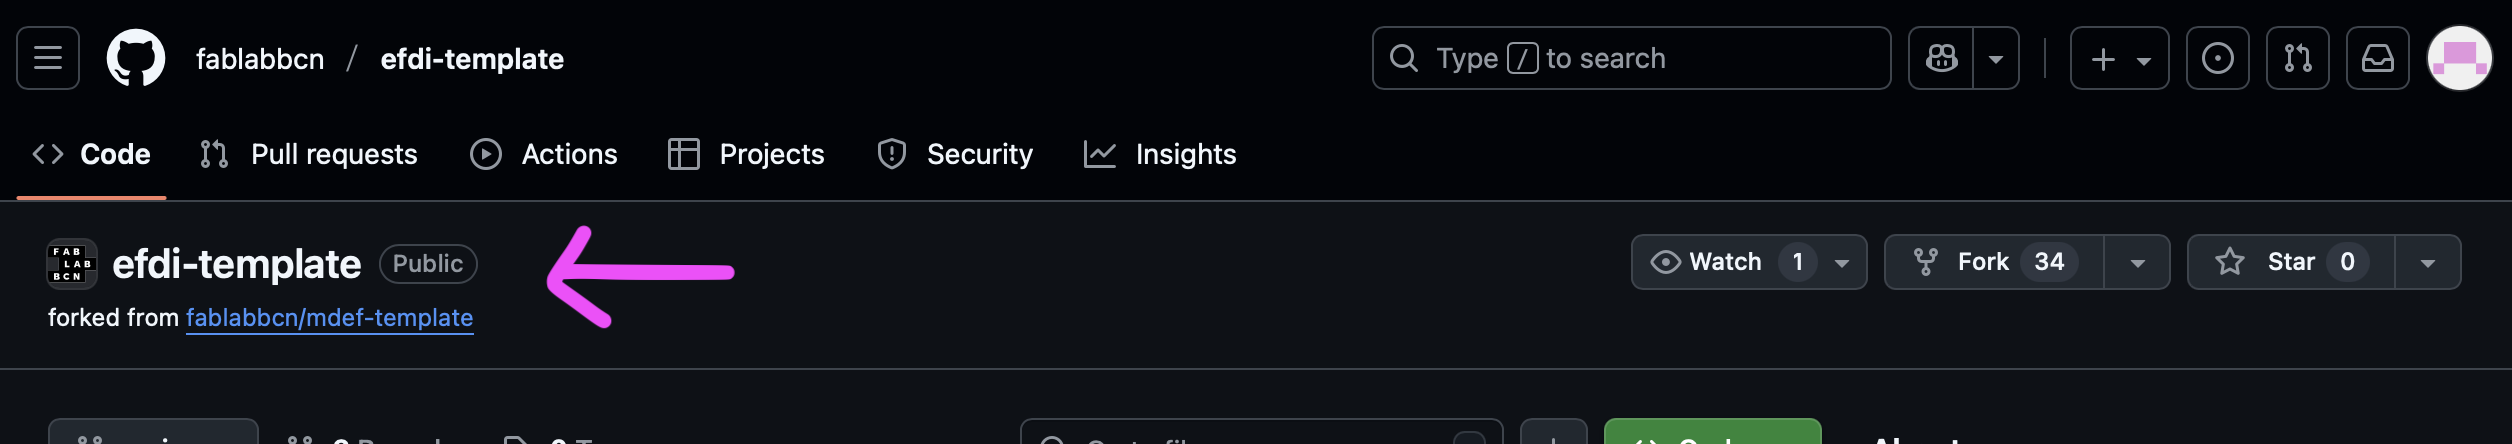 fablabbcn / efdi-template
Type / to search
Code Pull requests Actions Projects Security Insights
FAB
LAB
BCN
efdi-template Public
Watch 1 Fork 34 Star 0
forked from fablabbcn/mdef-template